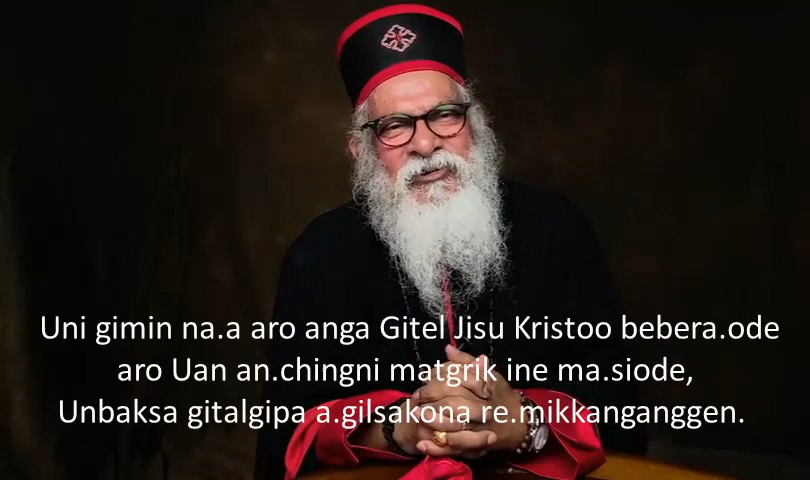 Uni gimin na.a aro anga Gitel Jisu Kristoo bebera.ode
aro Uan an.chingni matgrik ine ma.siode,
Unbaksa gitalgipa a.gilsakona re.mikkanganggen.